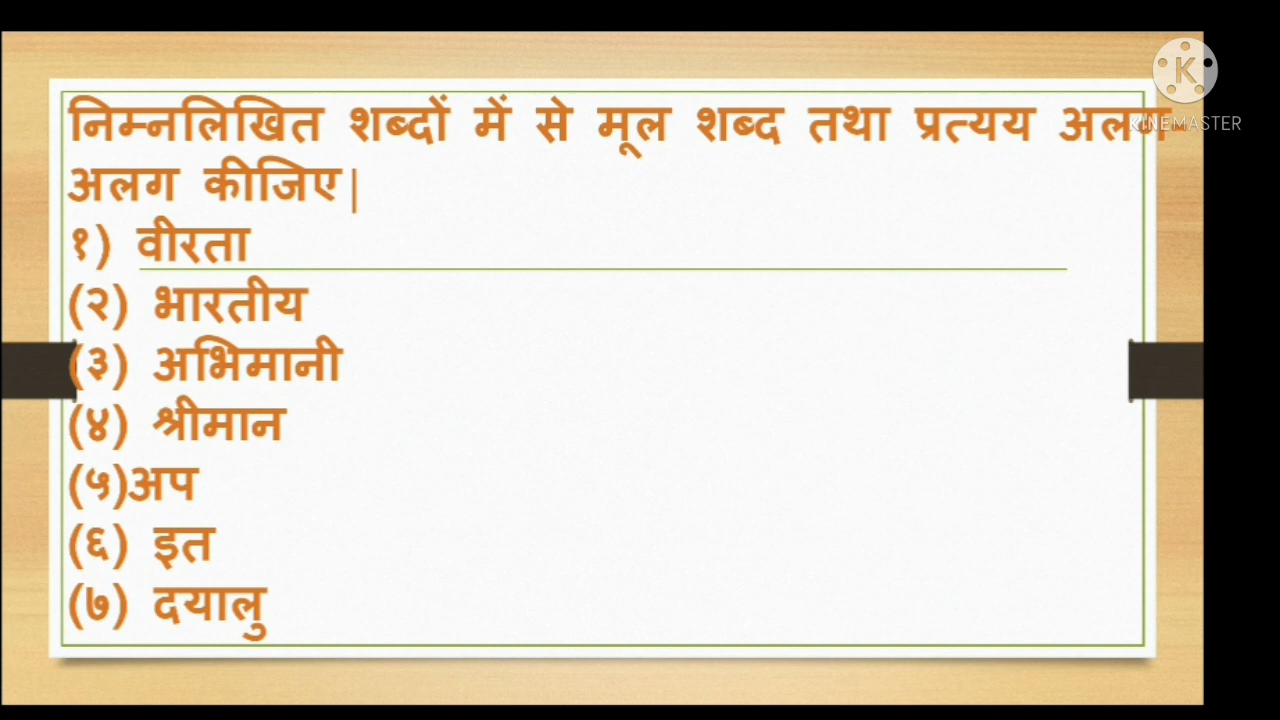 निम्नलिखित शब्दों में से मूल शब्द तथा प्रत्यय अलग-
अलग कीजिए|
१) वीरता
(२) भारतीय
(३) अभिमानी
(४) श्रीमान
(५)अप
(६) इत
(७) दयालु
KINEMASTER